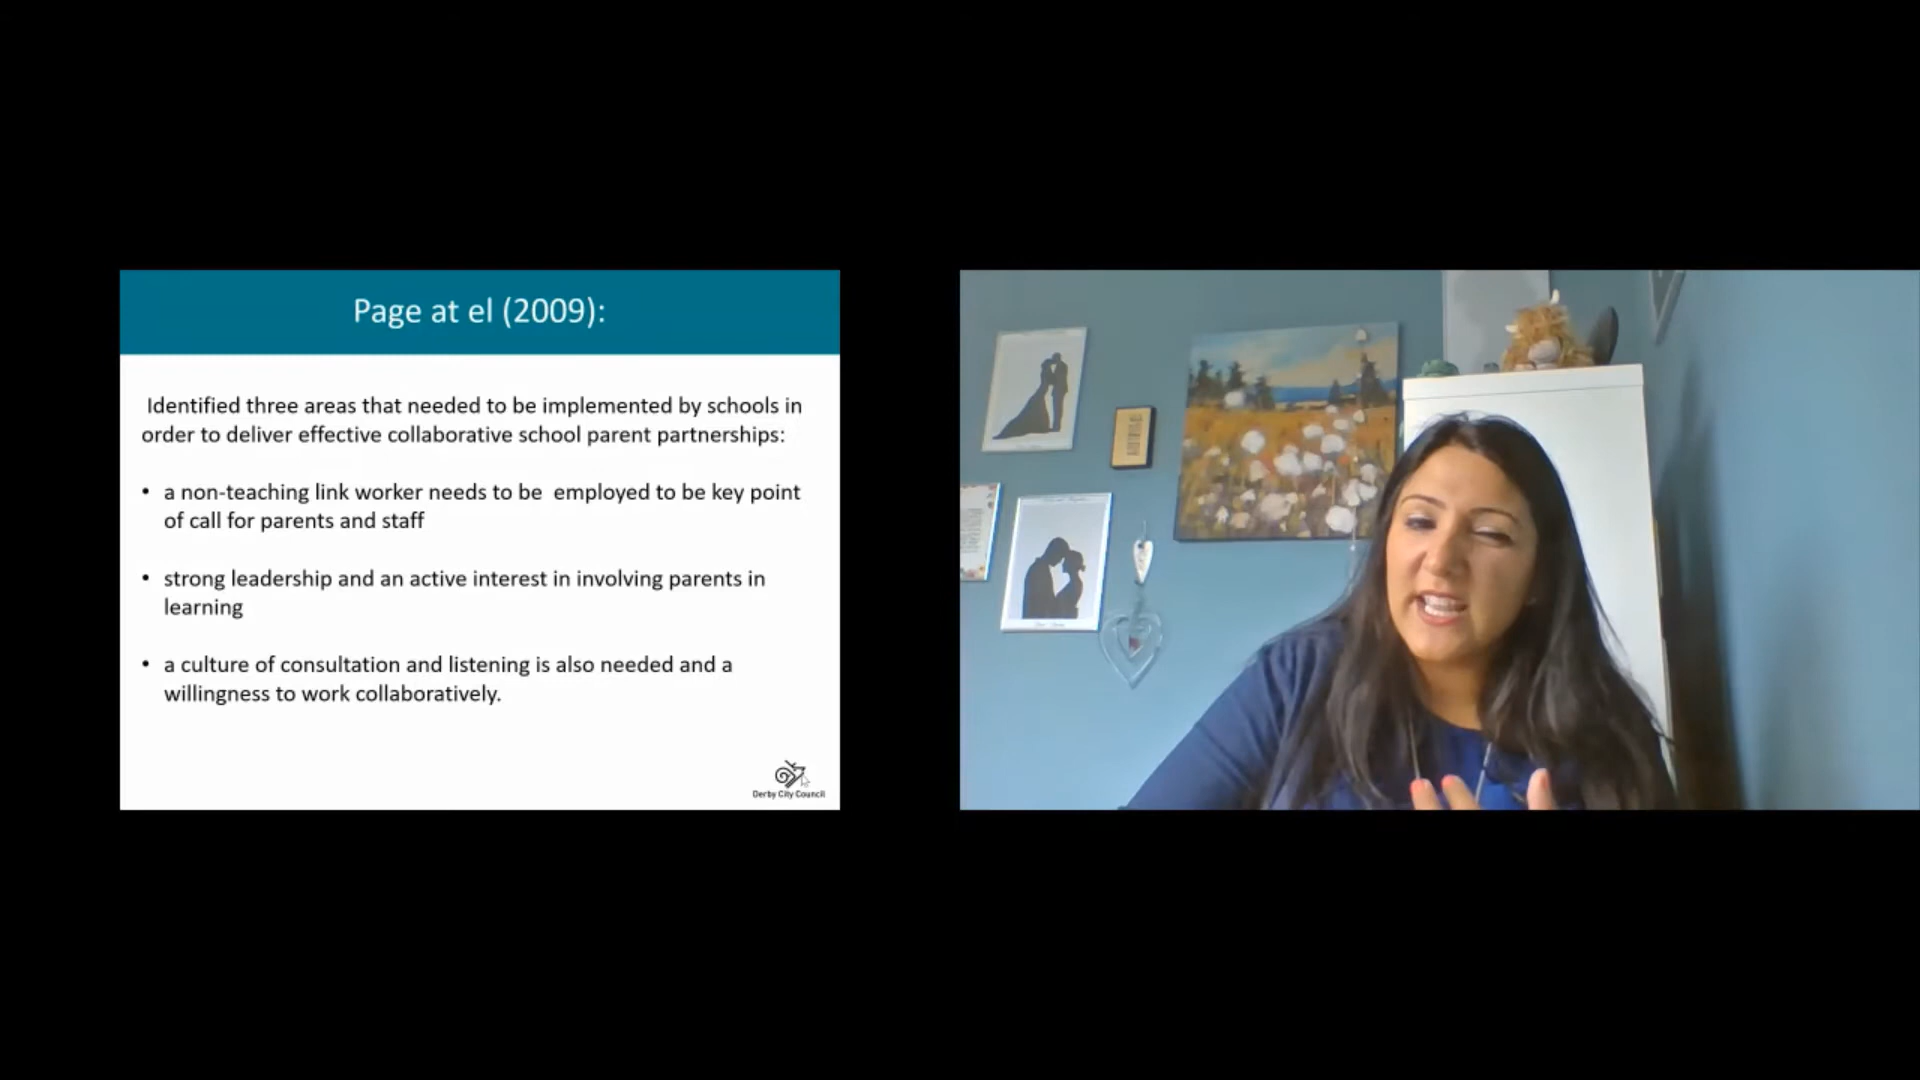 Page at el (2009):
Identified three areas that needed to be implemented by schools in
order to deliver effective collaborative school parent partnerships:
• a non-teaching link worker needs to be  employed to be key point
of call for parents and staff
• strong leadership and an active interest in involving parents in
learning
• a culture of consultation and listening is also needed and a
willingness to work collaboratively.
Derby City Council